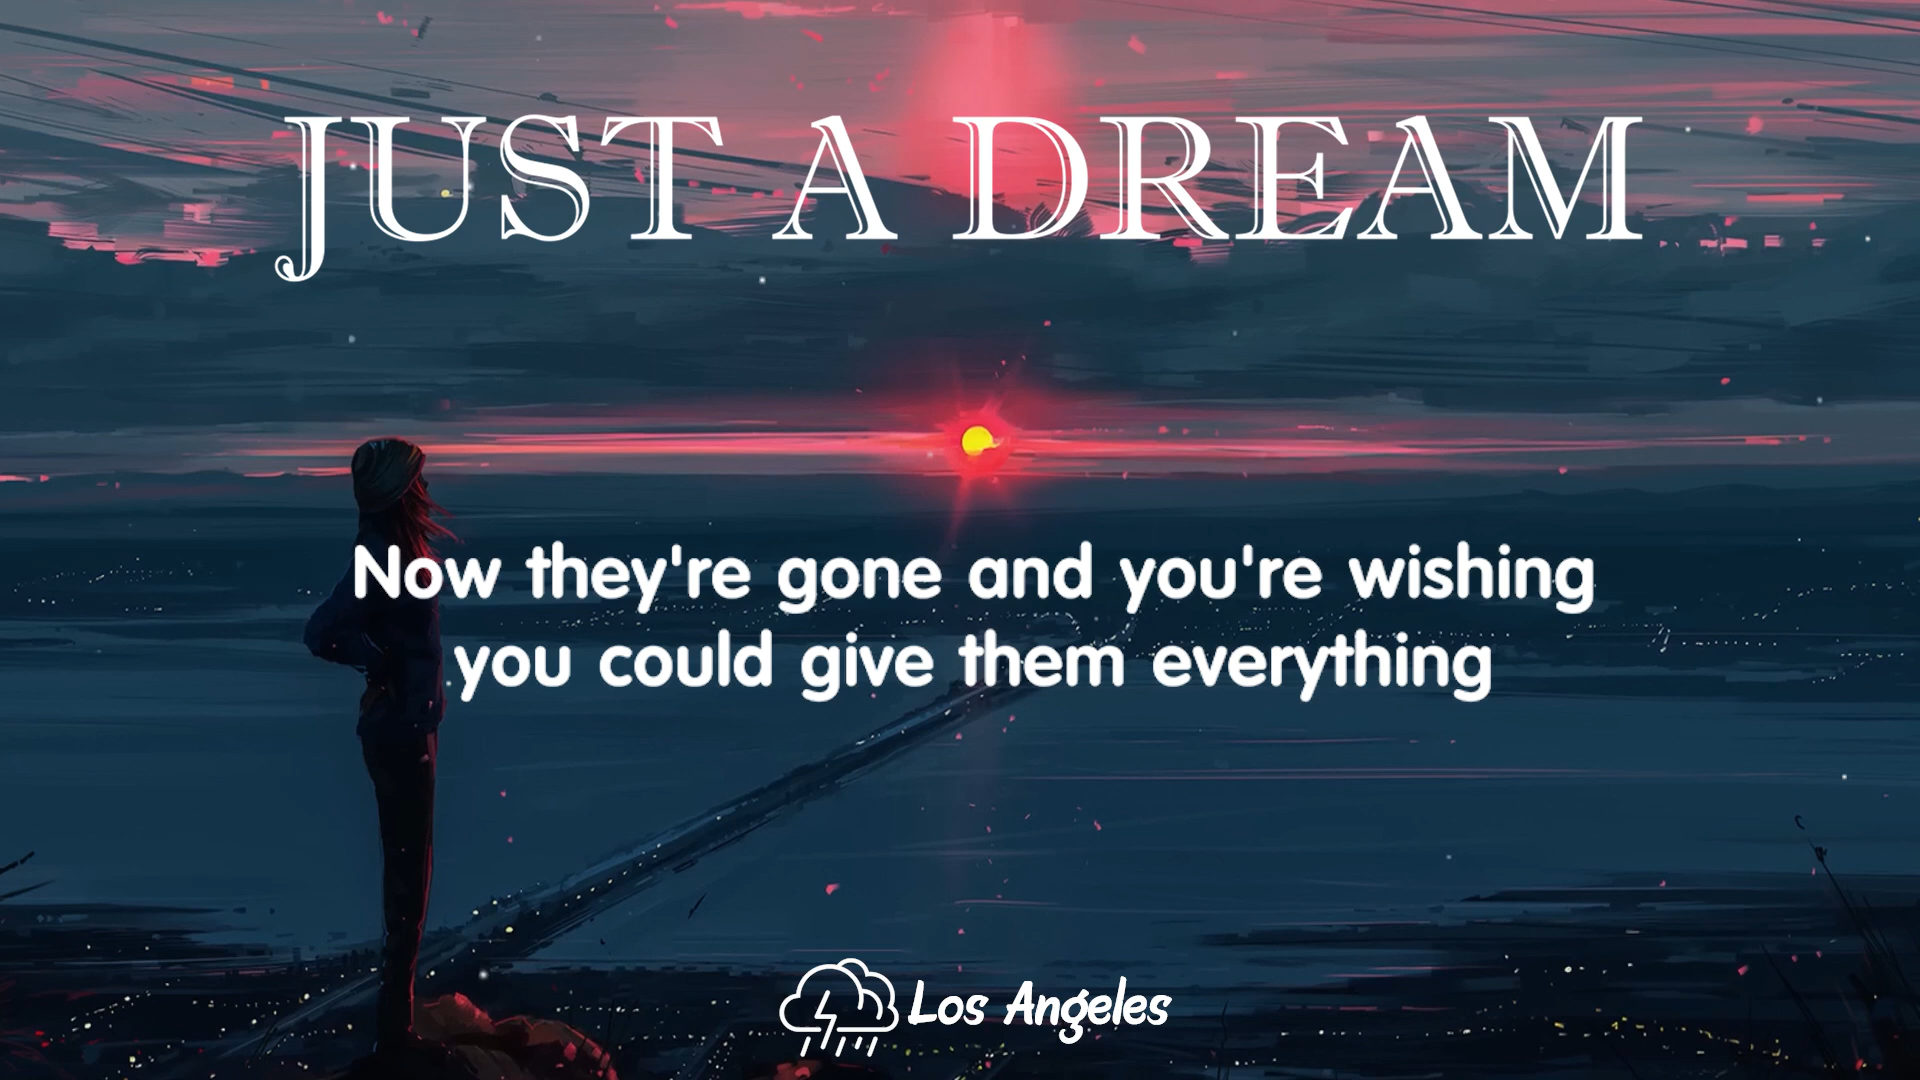 JUST A DREAM
Now they're gone and you're wishing
you could give them everything
Los Angeles